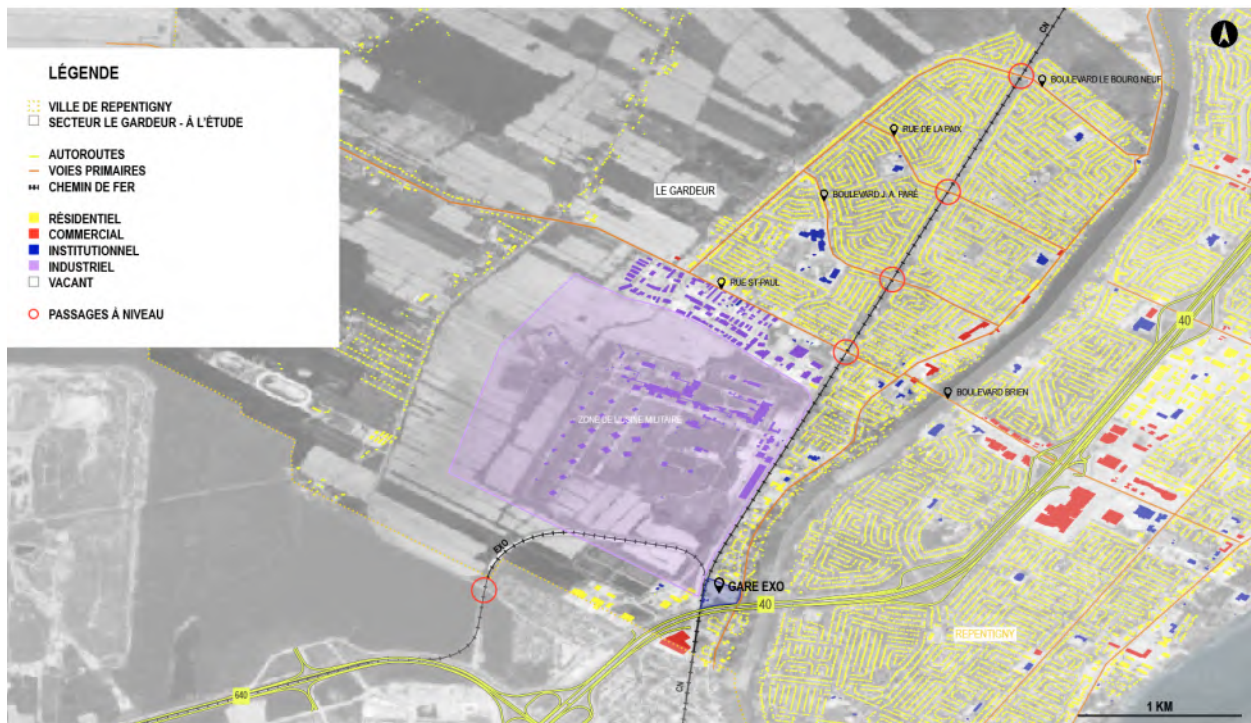 LÉGENDE
VILLE DE REPENTIGNY
SECTEUR LE GARDEUR - À L'ÉTUDE
AUTOROUTES
VOIES PRIMAIRES
CHEMIN DE FER
RÉSIDENTIEL
COMMERCIAL
INSTITUTIONNEL
INDUSTRIEL
VACANT
PASSAGES À NIVEAU
CN
BOULEVARD LE BOURG NEUF
RUE DE LA PAIX
LE GARDEUR
BOULEVARD J. A. PARÉ
RUE ST-PAUL
40
BOULEVARD BRIEN
ZONE DE L'USINE MILITAIRE
EXO
GARE EXO
40
REPENTIGNY
640
CN
1 KM